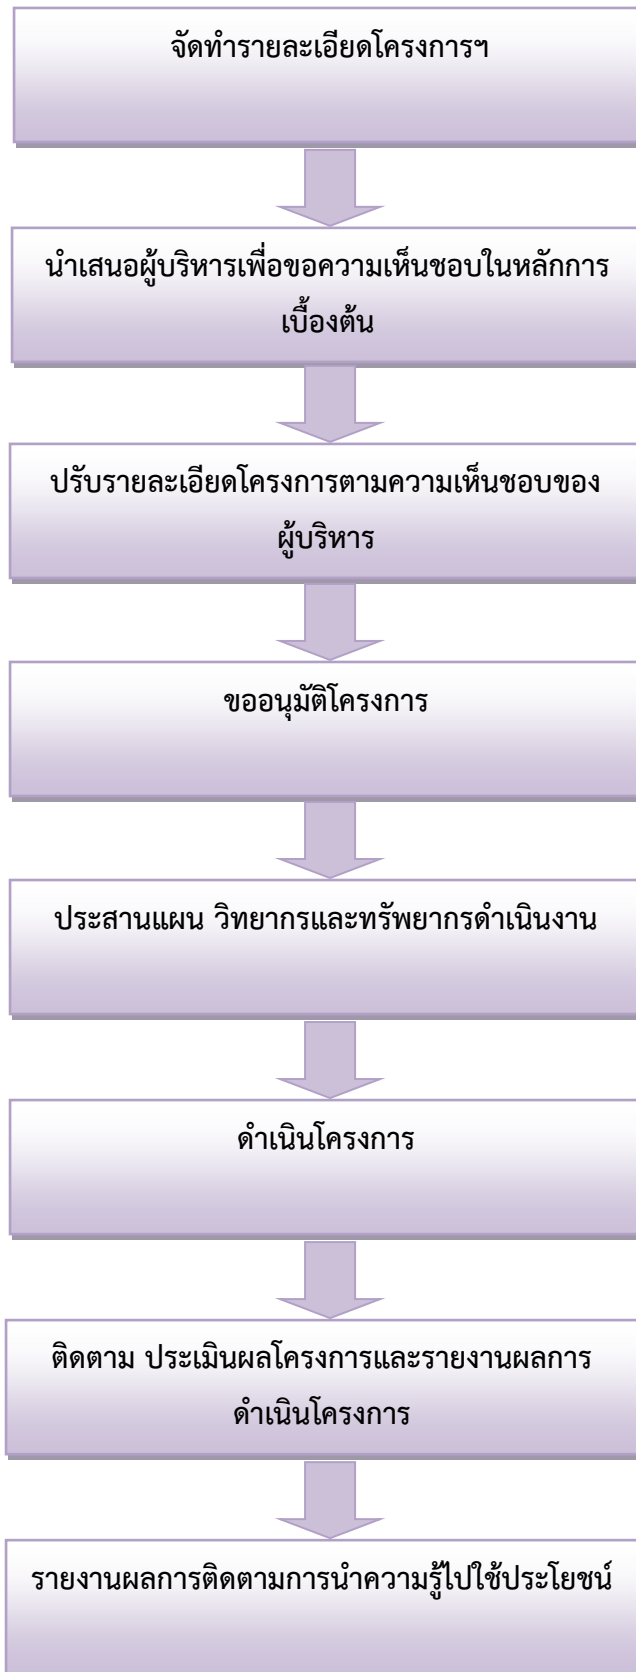 จัดทำรายละเอียดโครงการฯ
นำเสนอผู้บริหารเพื่อขอความเห็นชอบในหลักการ
เบื้องต้น
ปรับรายละเอียดโครงการตามความเห็นชอบของ
ผู้บริหาร
ขออนุมัติโครงการ
ประสานแผน วิทยากรและทรัพยากรดำเนินงาน
ดำเนินโครงการ
ติดตาม ประเมินผลโครงการและรายงานผลการ
ดำเนินโครงการ
รายงานผลการติดตามการนำความรู้ไปใช้ประโยชน์